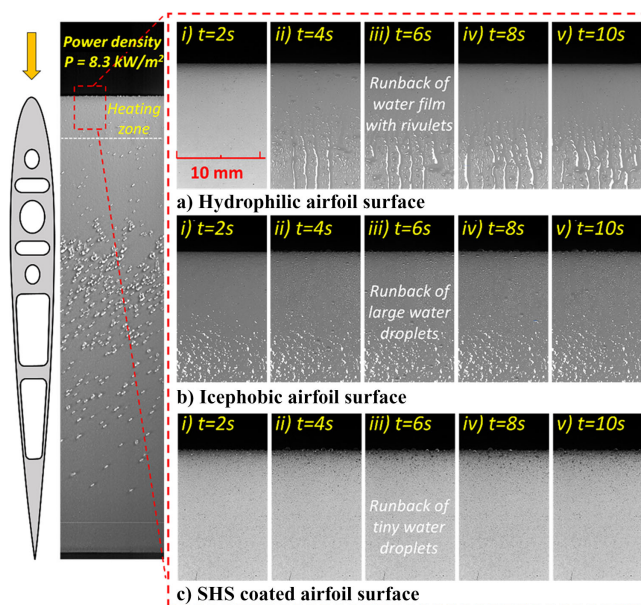 Power density
P = 8.3 kW/m²
Heating
zone
i) t=2s
ii) t=4s
iii) t=6s
iv) t=8s
v) t=10s
Runback of
water film
with rivulets
10 mm
a) Hydrophilic airfoil surface
i) t=2s
ii) t=4s
iii) t=6s
iv) t=8s
v) t=10s
Runback of
large water
droplets
b) Icephobic airfoil surface
i) t=2s
ii) t=4s
iii) t=6s
iv) t=8s
v) t=10s
Runback of
tiny water
droplets
c) SHS coated airfoil surface